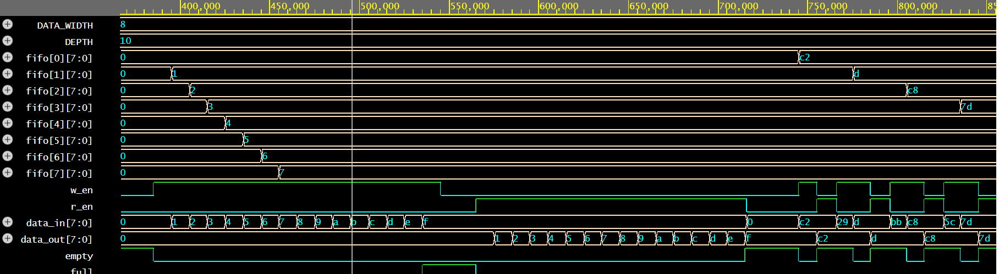 400,000 450,000 500,000 550,000 600,000 650,000 700,000 750,000 800,000 85
DATA_WIDTH 8
DEPTH 10
fifo[0][7:0] 0 c2
fifo[1][7:0] 0 1 d
fifo[2][7:0] 0 2 c8
fifo[3][7:0] 0 3 7d
fifo[4][7:0] 0 4
fifo[5][7:0] 0 5
fifo[6][7:0] 0 6
fifo[7][7:0] 0 7
w_en
r_en
data_in[7:0] 0 1 2 3 4 5 6 7 8 9 a b c d e f 0 c2 29 d bb c8 5c 7d
data_out[7:0] 0 1 2 3 4 5 6 7 8 9 a b c d e f c2 d c8 7d
empty
full